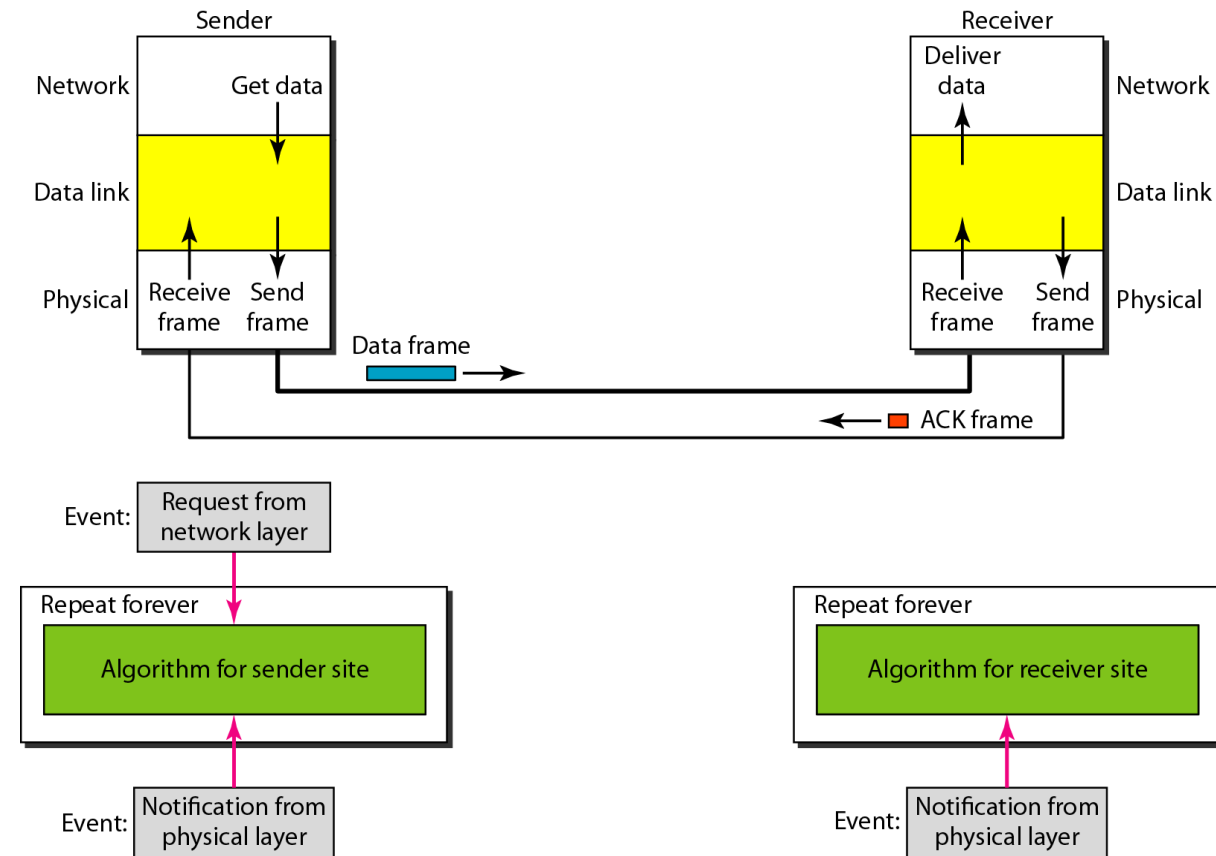 Sender
Receiver
Network
Get data
Deliver
data
Network
Data link
Data link
Physical
Receive
frame
Send
frame
Receive
frame
Send
frame
Physical
Data frame
ACK frame
Event:
Request from
network layer
Repeat forever
Algorithm for sender site
Repeat forever
Algorithm for receiver site
Event:
Notification from
physical layer
Event:
Notification from
physical layer